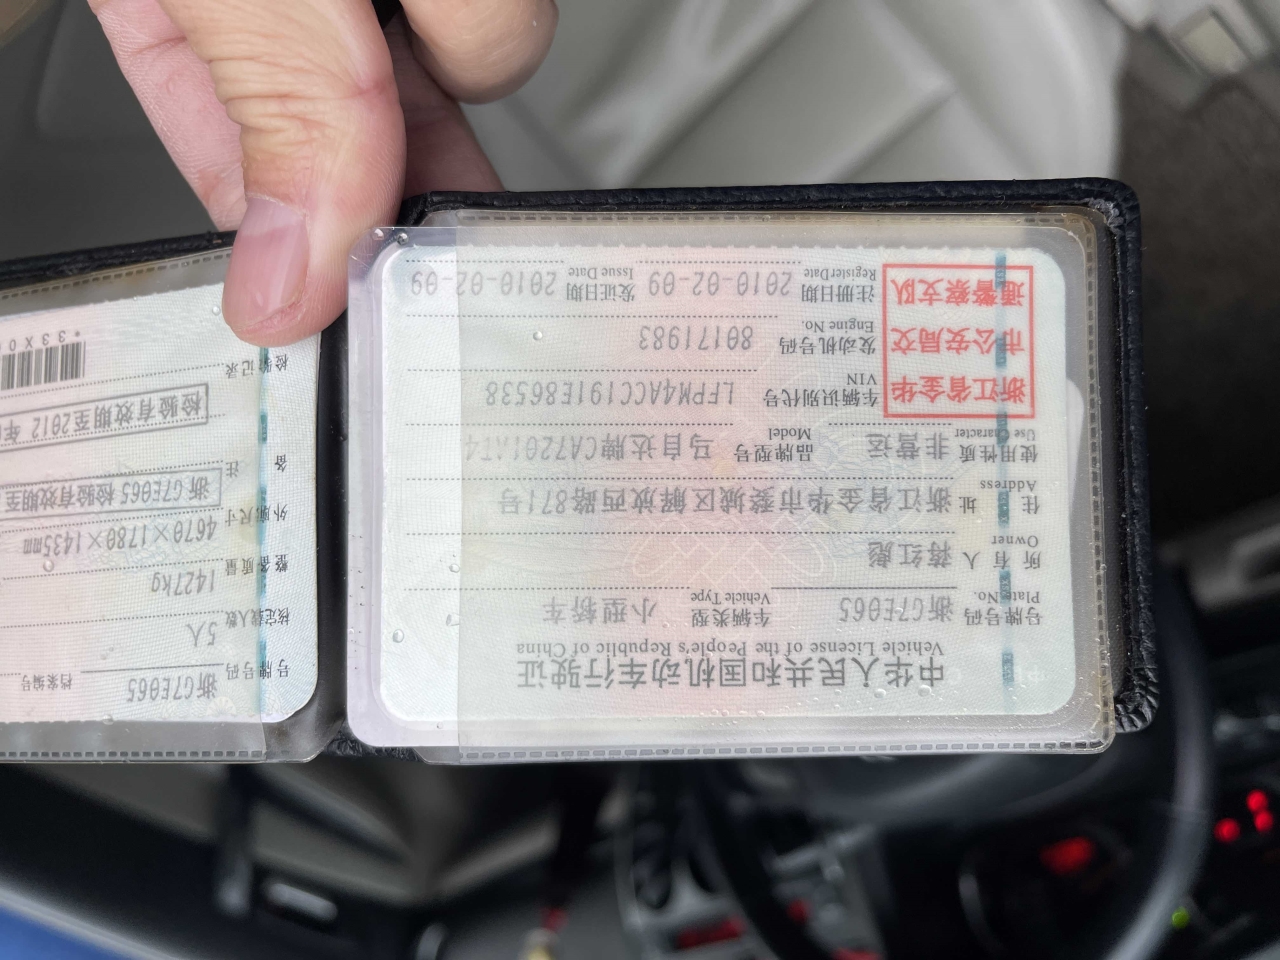 中华人民共和国机动车行驶证
Vehicle License of the People's Republic of China
号牌号码 Plate No. 浙G7E065 车辆类型 Vehicle Type 小型轿车
所有人 Owner 蒋红彪
住址 Address 浙江省金华市婺城区解放西路871号
使用性质 Use Character 非营运 品牌型号 Model 马自达牌CA7201AT4
浙江省金华
市公安局交
通警察支队
车辆识别代号 VIN LFPM4ACC191E86538
发动机号码 Engine No. 80171983
注册日期 Register Date 2010-02-09 发证日期 Issue Date 2010-02-09
号牌号码 浙G7E065 档案编号
核定载人数 5人
整备质量 1427kg
外廓尺寸 4670×1780×1435mm
备注 浙G7E065 检验有效期至
检验有效期至2012 年
检验记录
*33X0